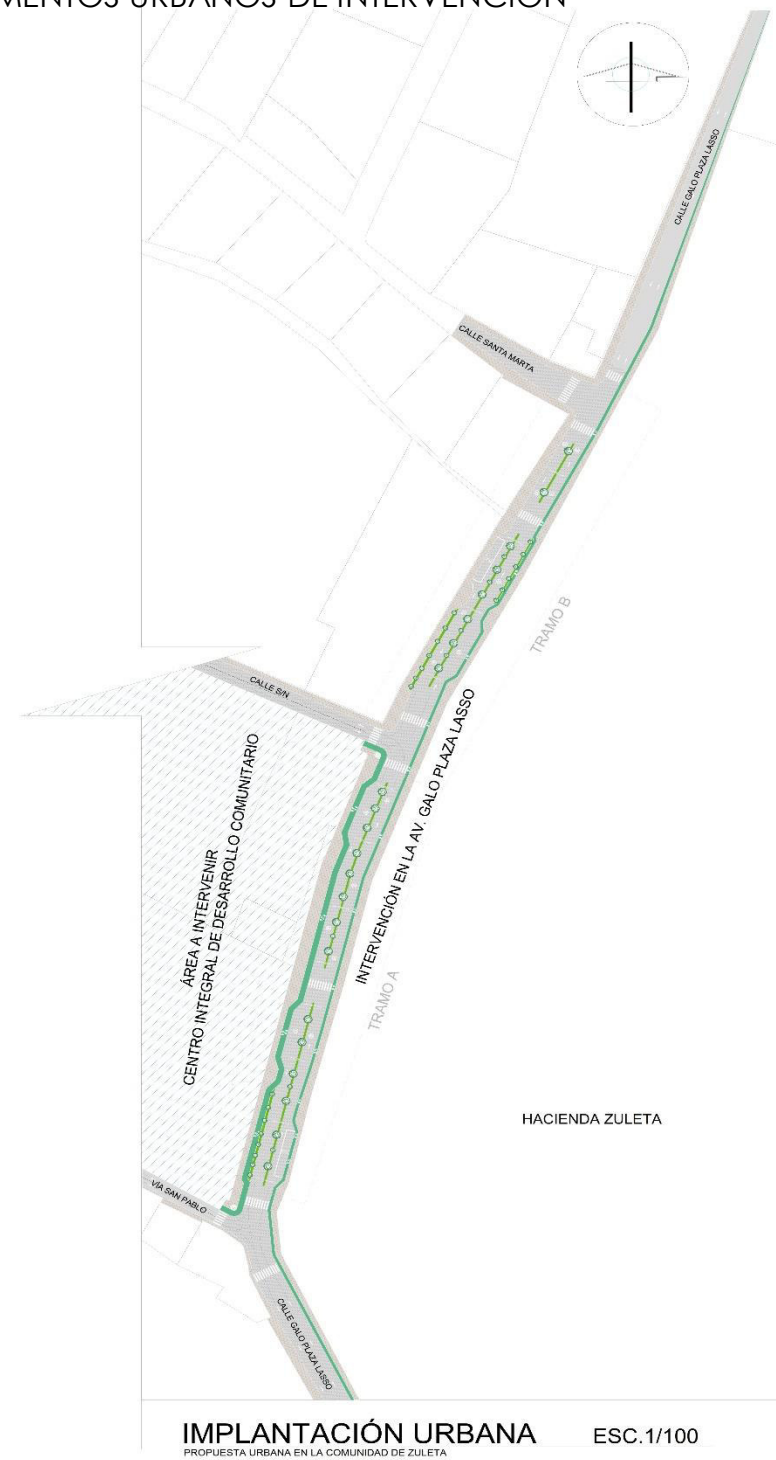 MENTOS URBANOS DE INTERVENCIÓN
CALLE GALO PLAZA LASSO
CALLE SANTA MARTA
TRAMO B
CALLE S/N
INTERVENCIÓN EN LA AV. GALO PLAZA LASSO
ÁREA A INTERVENIR
CENTRO INTEGRAL DE DESARROLLO COMUNITARIO
TRAMO A
HACIENDA ZULETA
VIA SAN PABLO
CALLE GALO PLAZA LASSO
IMPLANTACIÓN URBANA ESC.1/100
PROPUESTA URBANA EN LA COMUNIDAD DE ZULETA